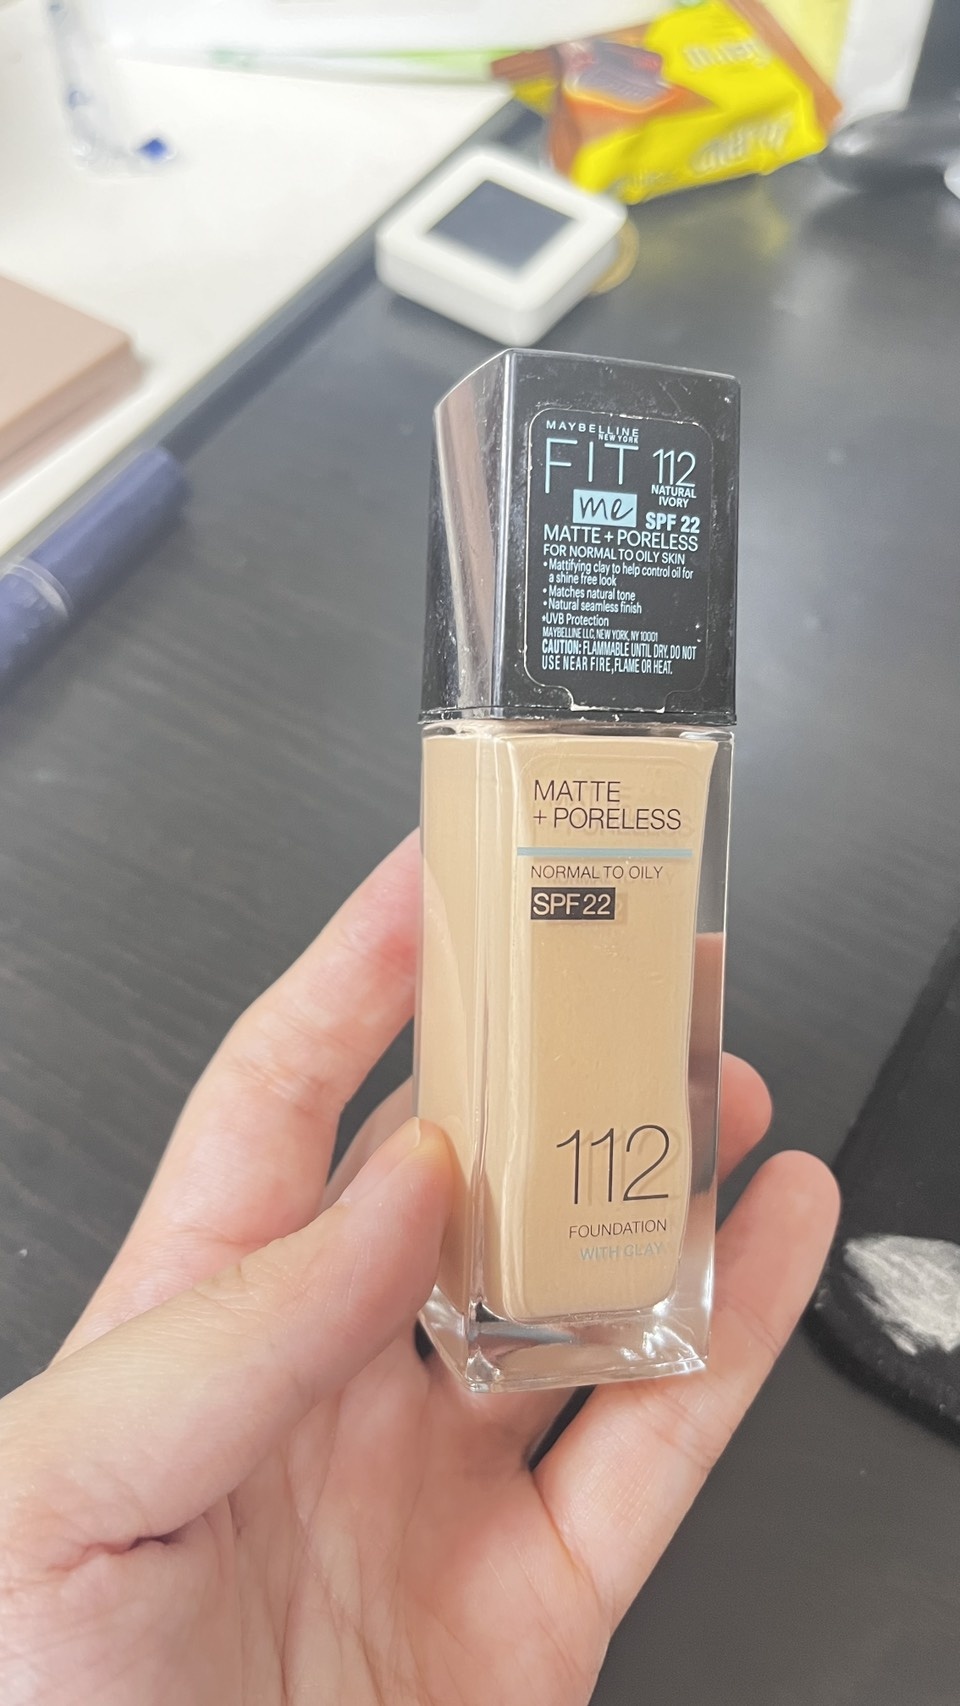 MAYBELLINE
NEW YORK
FIT
me
112
NATURAL
IVORY
SPF 22
MATTE + PORELESS
FOR NORMAL TO OILY SKIN
• Mattifying clay to help control oil for
a shine free look
• Matches natural tone
• Natural seamless finish
•UVB Protection
MAYBELLINE LLC, NEW YORK, NY 10001
CAUTION: FLAMMABLE UNTIL DRY. DO NOT
USE NEAR FIRE, FLAME OR HEAT.
MATTE
+ PORELESS
NORMAL TO OILY
SPF 22
112
FOUNDATION
WITH CLAY